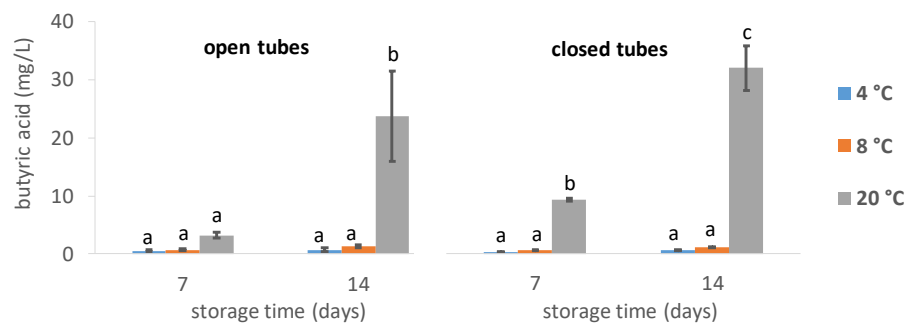 butyric acid (mg/L)
40
30
20
10
0
open tubes
a
a
a
a
a
b
7
14
storage time (days)
closed tubes
a
a
b
a
a
c
7
14
storage time (days)
4 °C
8 °C
20 °C